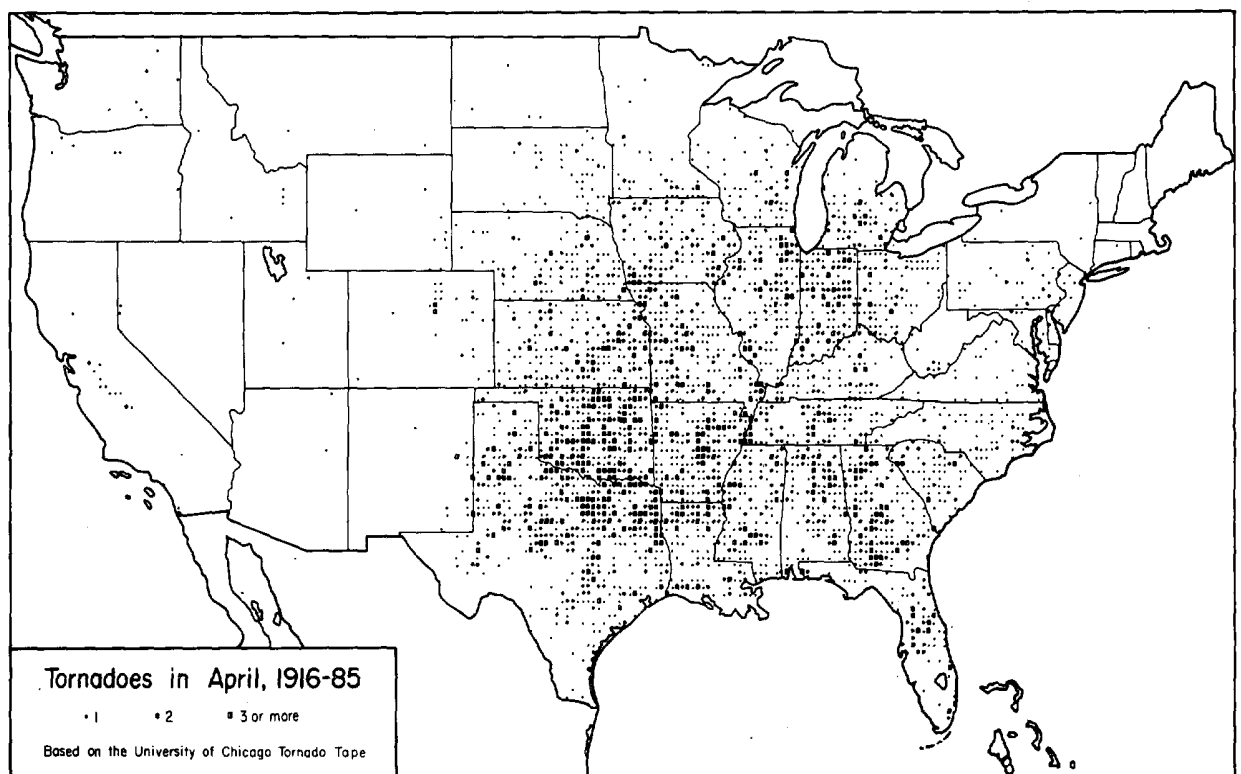 Tornadoes in April, 1916-85
1 2 3 or more
Based on the University of Chicago Tornado Tape